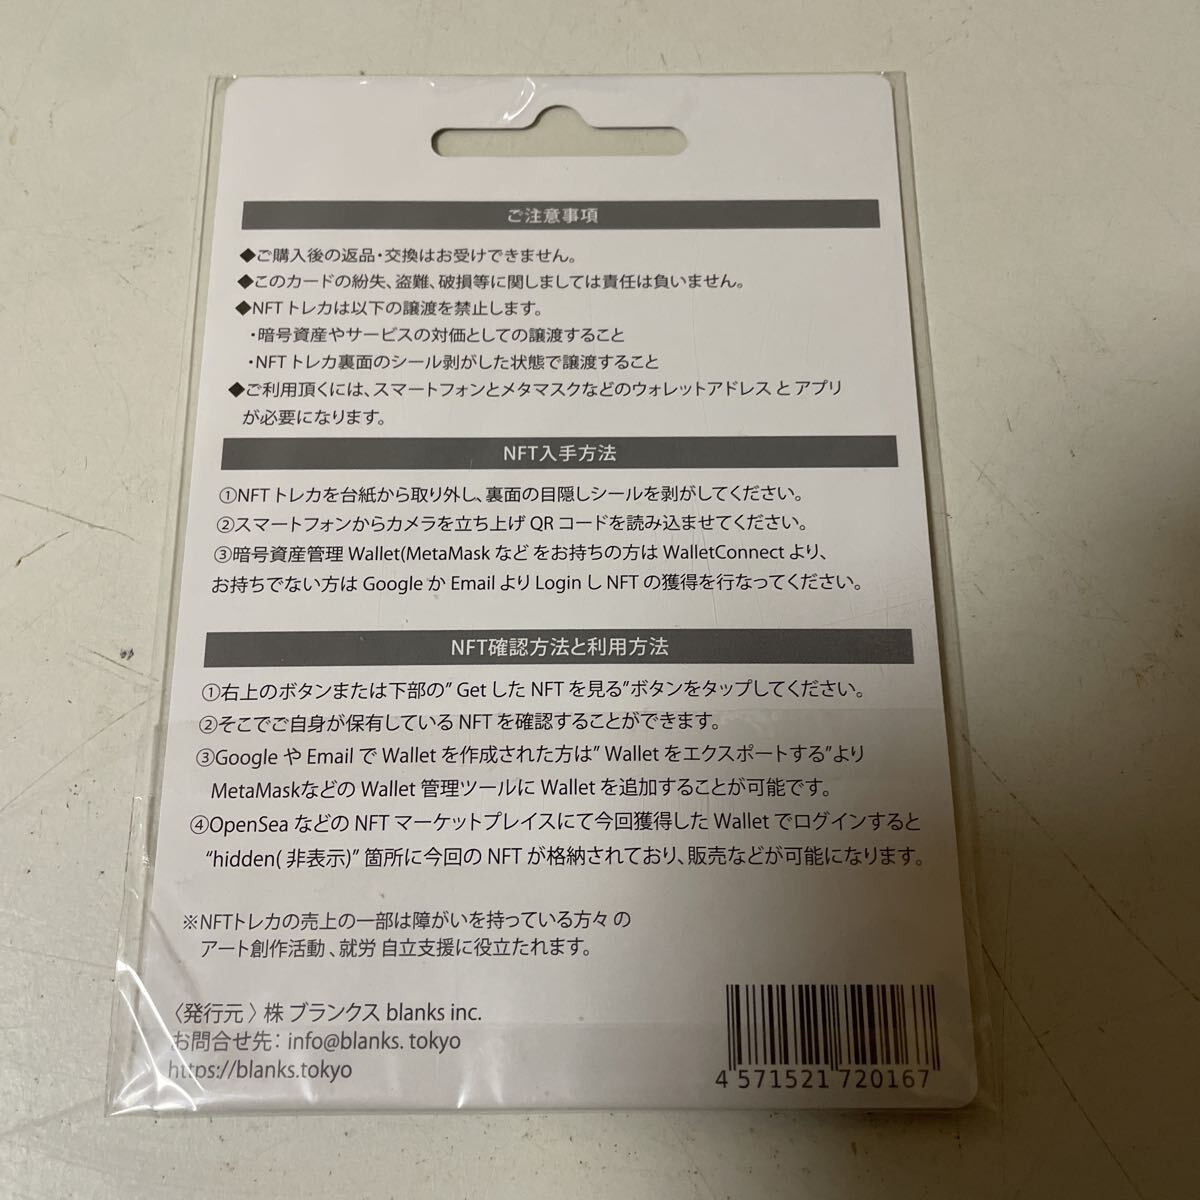 ご注意事項
◆ご購入後の返品・交換はお受けできません。
◆このカードの紛失、盗難、破損等に関しましては責任は負いません。
◆NFTトレカは以下の譲渡を禁止します。
・暗号資産やサービスの対価としての譲渡すること
・NFTトレカ裏面のシール剥がした状態で譲渡すること
◆ご利用頂くには、スマートフォンとメタマスクなどのウォレットアドレス と アプリ
が必要になります。
NFT入手方法
①NFTトレカを台紙から取り外し、裏面の目隠しシールを剥がしてください。
②スマートフォンからカメラを立ち上げ QR コードを読み込ませてください。
③暗号資産管理 Wallet(MetaMask など をお持ちの方は WalletConnect より、
お持ちでない方は Google か Email より Login し NFT の獲得を行なってください。
NFT確認方法と利用方法
①右上のボタンまたは下部の” Get した NFT を見る”ボタンをタップしてください。
②そこでご自身が保有している NFT を確認することができます。
③Google や Email で Wallet を作成された方は” Wallet をエクスポートする”より
MetaMaskなどの Wallet 管理ツールに Wallet を追加することが可能です。
④OpenSea などの NFT マーケットプレイスにて今回獲得した Wallet でログインすると
“hidden( 非表示)” 箇所に今回の NFT が格納されており、販売などが可能になります。
※NFTトレカの売上の一部は障がいを持っている方々 の
アート創作活動 、就労 自立支援に役立たれます。
〈発行元 〉株 ブランクス blanks inc.
お問合せ先: info@blanks. tokyo
https://blanks.tokyo
4 571521 720167